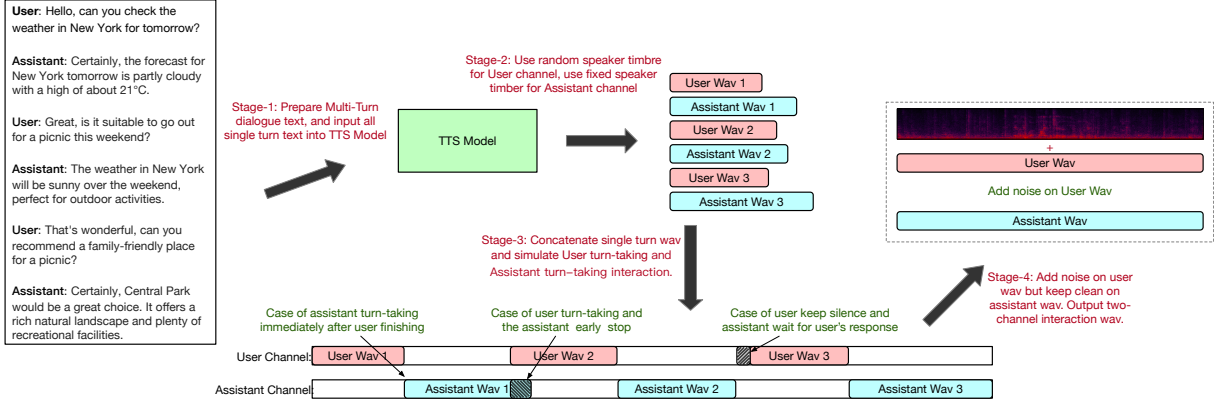 User: Hello, can you check the
weather in New York for tomorrow?
Assistant: Certainly, the forecast for
New York tomorrow is partly cloudy
with a high of about 21°C.
User: Great, is it suitable to go out
for a picnic this weekend?
Assistant: The weather in New York
will be sunny over the weekend,
perfect for outdoor activities.
User: That's wonderful, can you
recommend a family-friendly place
for a picnic?
Assistant: Certainly, Central Park
would be a great choice. It offers a
rich natural landscape and plenty of
recreational facilities.
Stage-1: Prepare Multi-Turn
dialogue text, and input all
single turn text into TTS Model
TTS Model
Stage-2: Use random speaker timbre
for User channel, use fixed speaker
timber for Assistant channel
User Wav 1
Assistant Wav 1
User Wav 2
Assistant Wav 2
User Wav 3
Assistant Wav 3
Stage-3: Concatenate single turn wav
and simulate User turn-taking and
Assistant turn-taking interaction.
+
User Wav
Add noise on User Wav
Assistant Wav
Stage-4: Add noise on user
wav but keep clean on
assistant wav. Output two-
channel interaction wav.
Case of assistant turn-taking
immediately after user finishing
Case of user turn-taking and
the assistant early stop
Case of user keep silence and
assistant wait for user's response
User Channel:
User Wav 1
User Wav 2
User Wav 3
Assistant Channel:
Assistant Wav 1
Assistant Wav 2
Assistant Wav 3